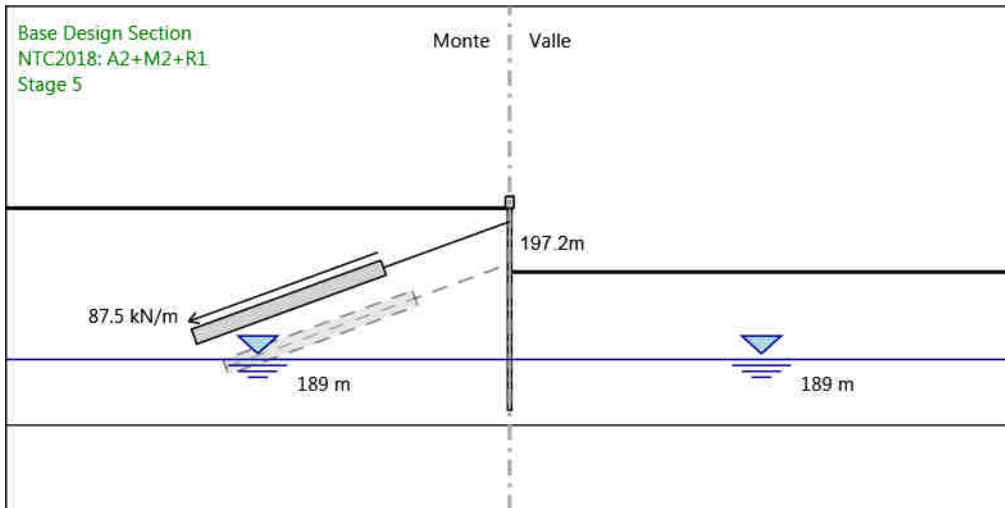 Base Design Section
NTC2018: A2+M2+R1
Stage 5
Monte
Valle
197.2m
87.5 kN/m
189 m
189 m